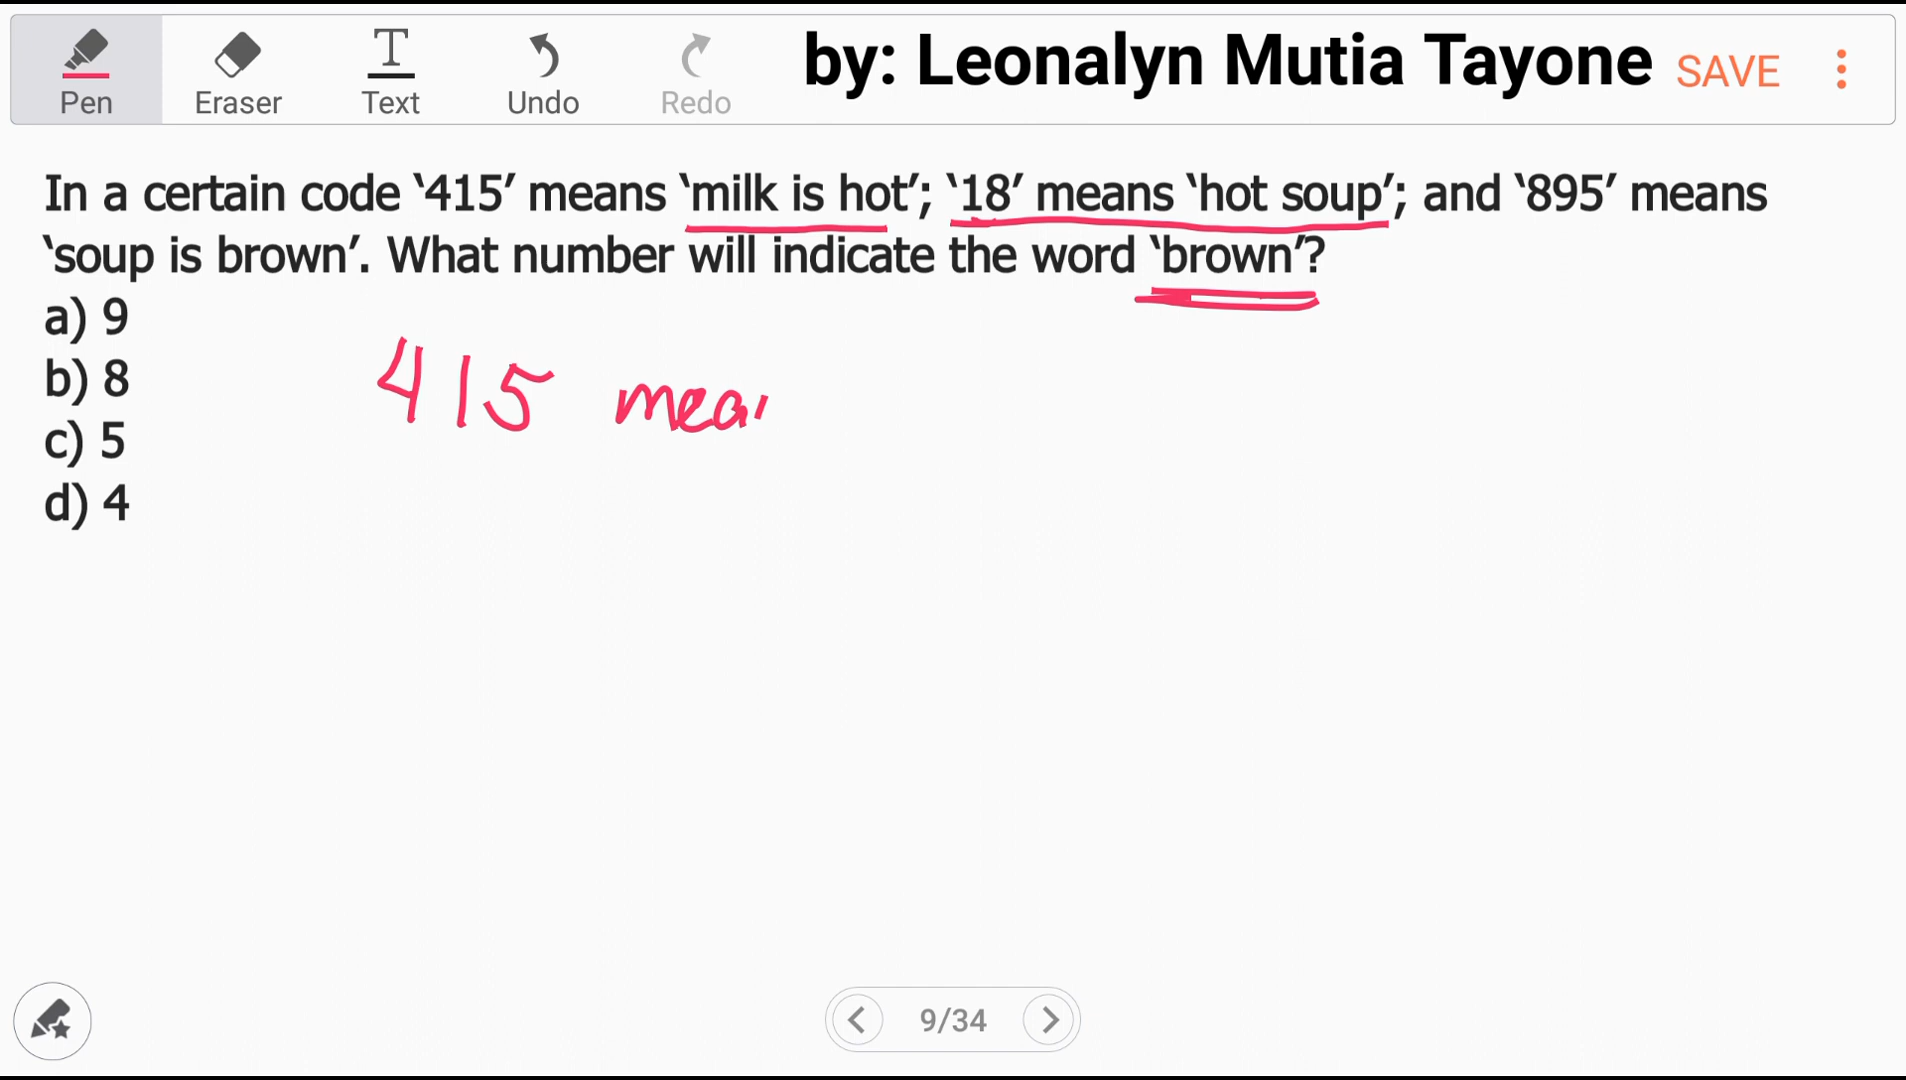 Pen Eraser Text Undo Redo by: Leonalyn Mutia Tayone SAVE
In a certain code ‘415’ means ‘milk is hot’; ‘18’ means ‘hot soup’; and ‘895’ means
‘soup is brown’. What number will indicate the word ‘brown’?
a) 9
b) 8
c) 5
d) 4
415
9/34